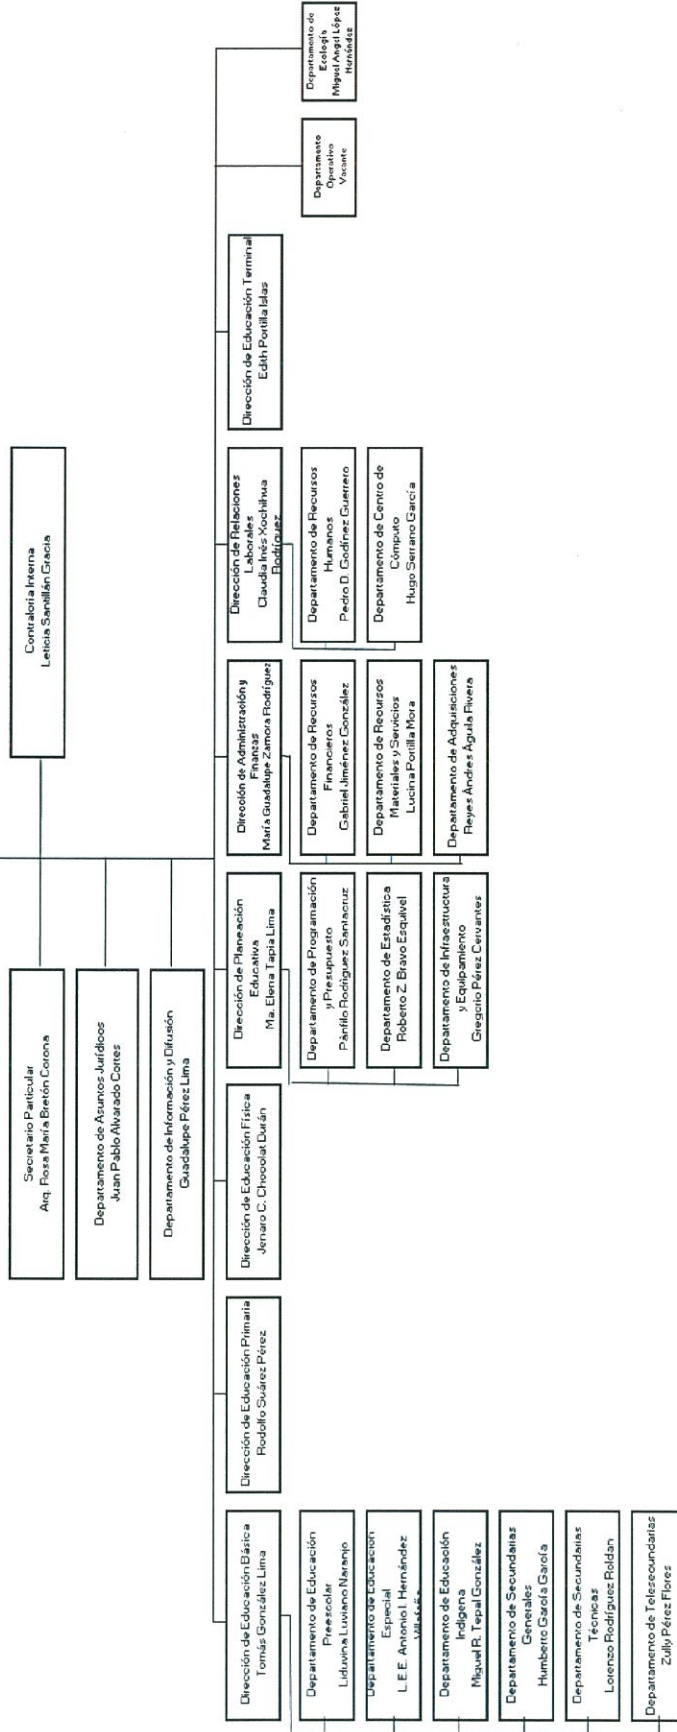 Contraloría Interna
Leticia Santillán Gracia
Secretario Particular
Arq. Rosa María Bretón Corona
Departamento de Asuntos Jurídicos
Juan Pablo Alvarado Cortes
Departamento de Información y Difusión
Guadalupe Pérez Lima
Dirección de Educación Básica
Tomás González Lima
Departamento de Educación
Preescolar
Liduvina Luviano Naranjo
Departamento de Educación
Especial
L.E.E. Antonio I. Hernández
Villafaña
Departamento de Educación
Indigena
Miguel R. Tepal González
Departamento de Secundarias
Generales
Humberto García García
Departamento de Secundarias
Técnicas
Lorenzo Rodríguez Roldan
Departamento de Telesecundarias
Zully Pérez Flores
Dirección de Educación Primaria
Rodolfo Suárez Pérez
Dirección de Educación Física
Jenaro C. Chocolat Durán
Dirección de Planeación
Educativa
Ma. Elena Tapia Lima
Departamento de Programación
y Presupuesto
Pánfilo Rodríguez Santacruz
Departamento de Estadística
Roberto Z. Bravo Esquivel
Departamento de Infraestructura
y Equipamiento
Gregorio Pérez Cervantes
Dirección de Administración y
Finanzas
María Guadalupe Zamora Rodríguez
Departamento de Recursos
Financieros
Gabriel Jiménez González
Departamento de Recursos
Materiales y Servicios
Lucina Portilla Mora
Departamento de Adquisiciones
Reyes Andres Águila Rivera
Dirección de Relaciones
Laborales
Claudia Inés Xochihua
Rodríguez
Departamento de Recursos
Humanos
Pedro D. Godínez Guerrero
Departamento de Centro de
Cómputo
Hugo Serrano García
Dirección de Educación Terminal
Edith Portilla Islas
Departamento
Operativo
Vacante
Departamento de
Ecología
Miguel Angel López
Hernández